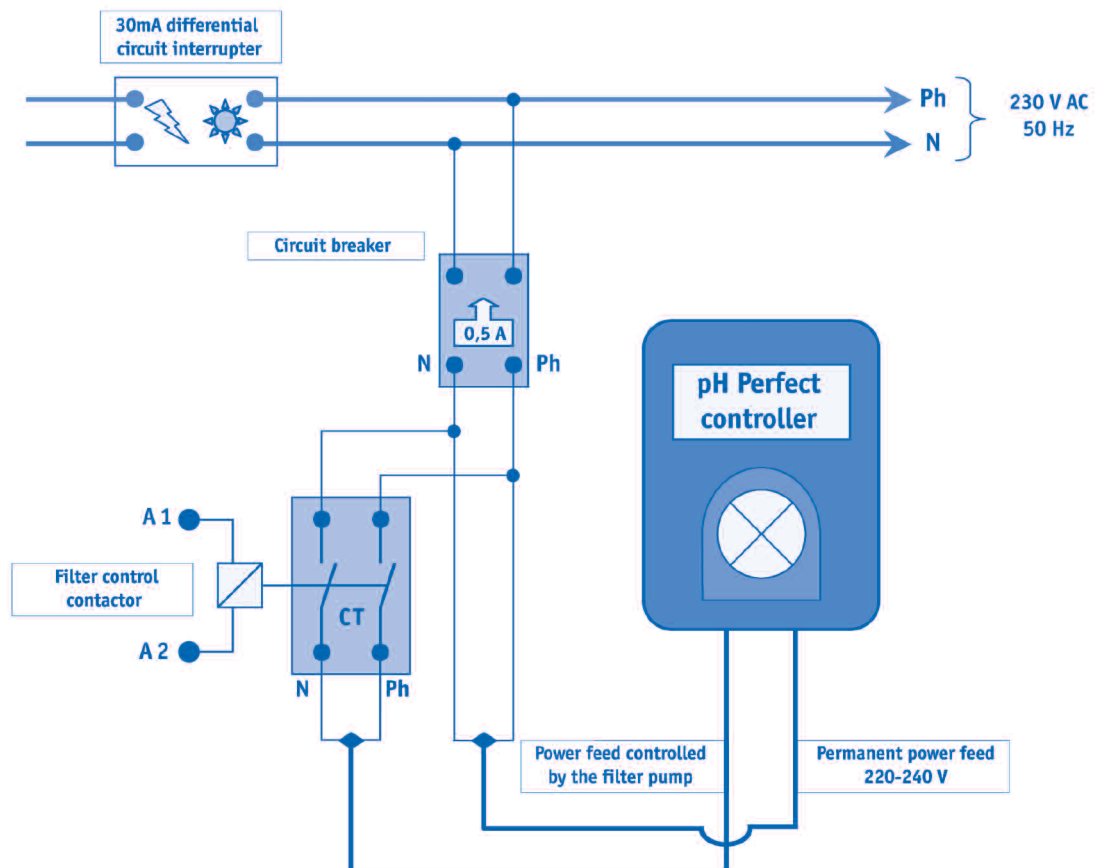 30mA differential
circuit interrupter
Ph
N
230 V AC
50 Hz
Circuit breaker
0,5 A
N
Ph
pH Perfect
controller
A 1
Filter control
contactor
CT
A 2
N
Ph
Power feed controlled
by the filter pump
Permanent power feed
220-240 V